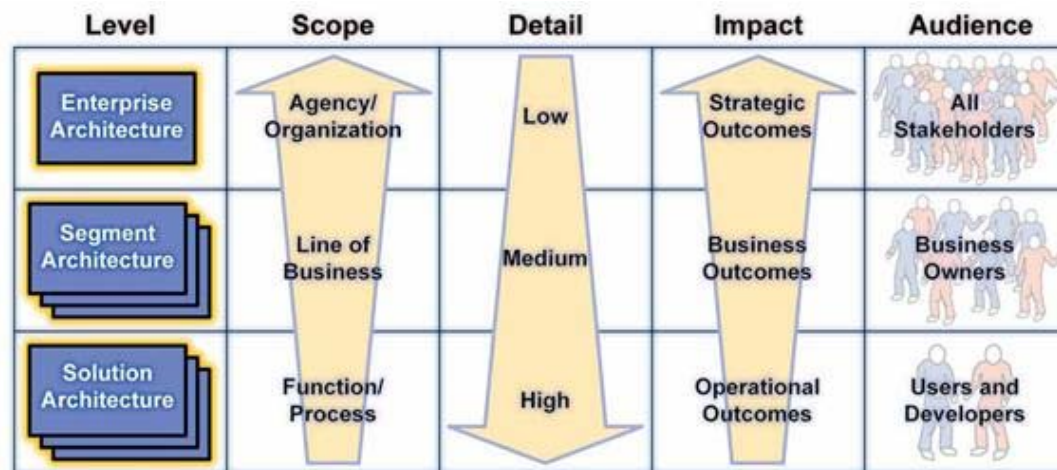 Level Scope Detail Impact Audience
Enterprise
Architecture
Agency/
Organization
Low
Strategic
Outcomes
All
Stakeholders
Segment
Architecture
Line of
Business
Medium
Business
Outcomes
Business
Owners
Solution
Architecture
Function/
Process
High
Operational
Outcomes
Users and
Developers